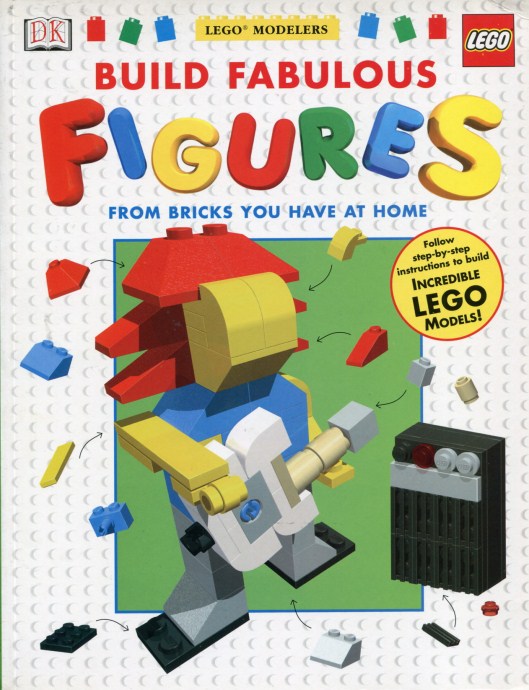 DK
LEGO® MODELERS
LEGO
BUILD FABULOUS
FIGURES
FROM BRICKS YOU HAVE AT HOME
Follow
step-by-step
instructions to build
INCREDIBLE
LEGO
MODELS!